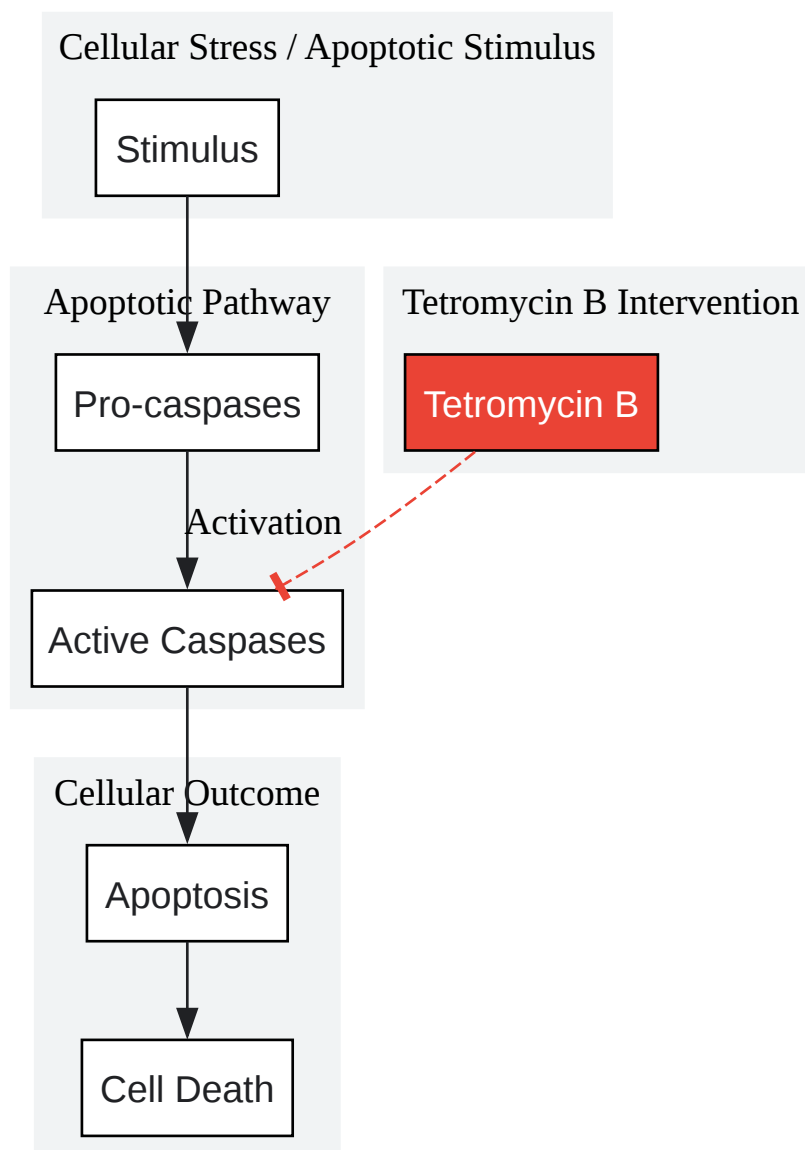 Cellular Stress / Apoptotic Stimulus
Stimulus
Apoptotic Pathway
Tetromycin B Intervention
Pro-caspases
Tetromycin B
Activation
Active Caspases
Cellular Outcome
Apoptosis
Cell Death